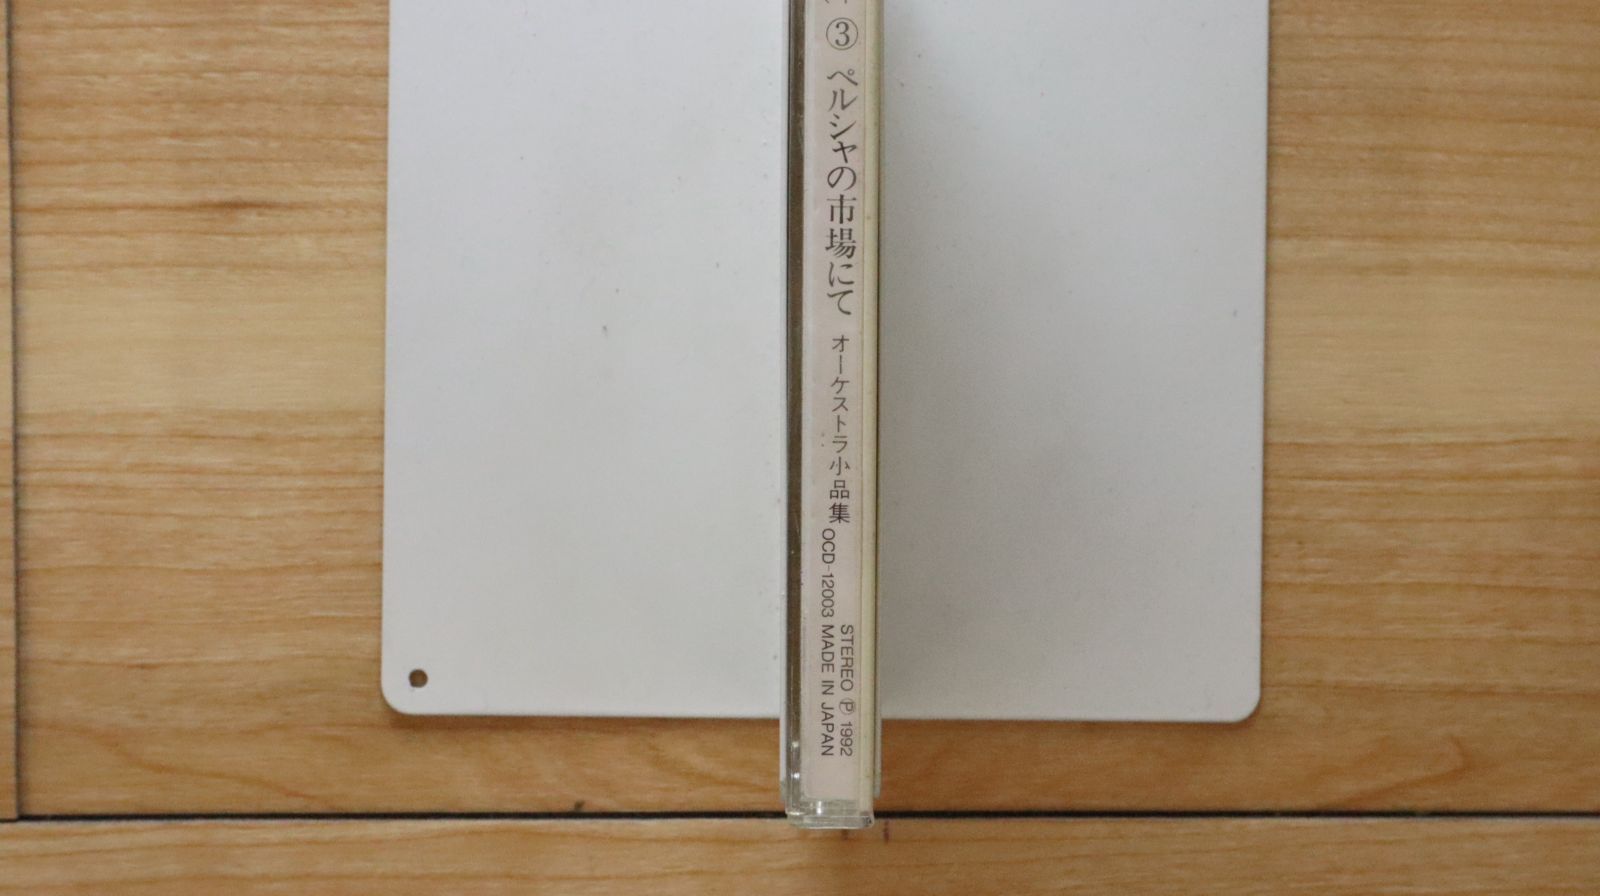 ③ ペルシャの市場にて オーケストラ小品集
STEREO Ⓟ 1992
OCD-12003 MADE IN JAPAN